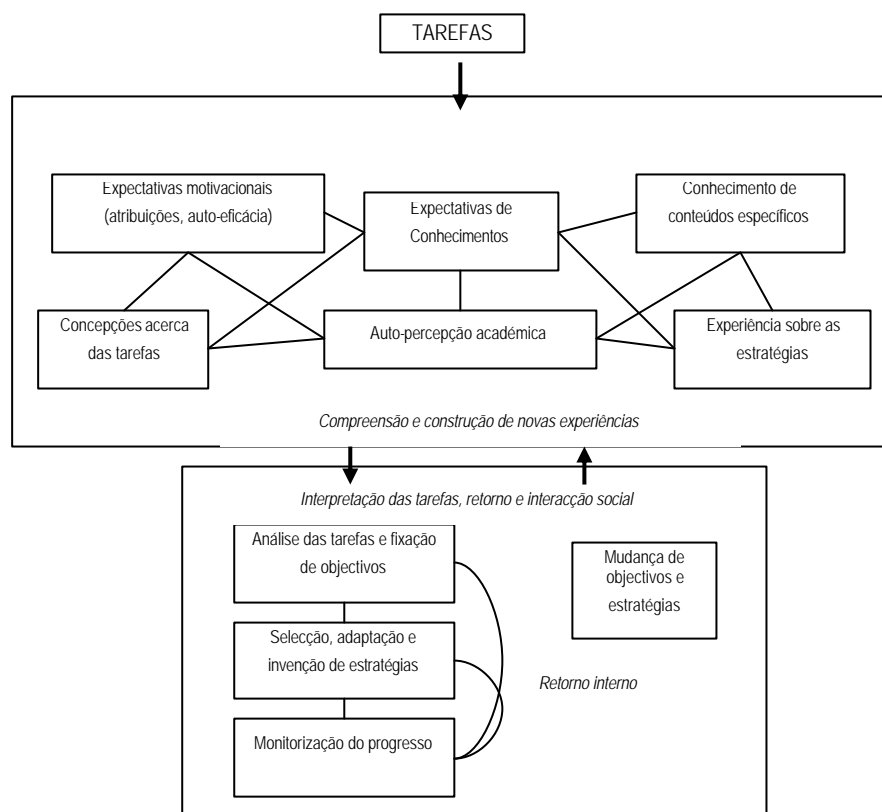 TAREFAS
Expectativas motivacionais
(atribuições, auto-eficácia)
Expectativas de
Conhecimentos
Conhecimento de
conteúdos específicos
Concepções acerca
das tarefas
Auto-percepção académica
Experiência sobre as
estratégias
Compreensão e construção de novas experiências
Interpretação das tarefas, retorno e interacção social
Análise das tarefas e fixação
de objectivos
Mudança de
objectivos e
estratégias
Selecção, adaptação e
invenção de estratégias
Retorno interno
Monitorização do progresso